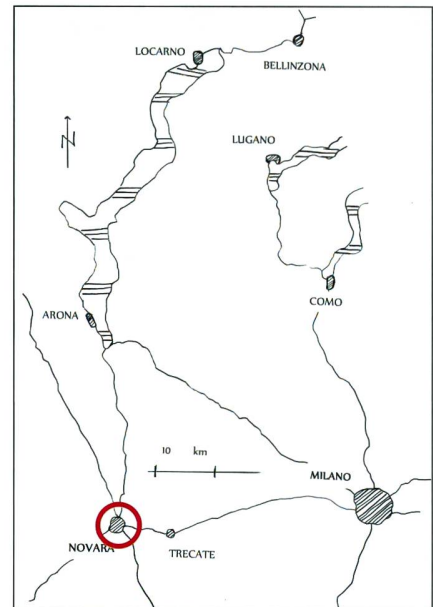 LOCARNO
BELLINZONA
N
LUGANO
COMO
ARONA
10 km
MILANO
NOVARA
TRECATE